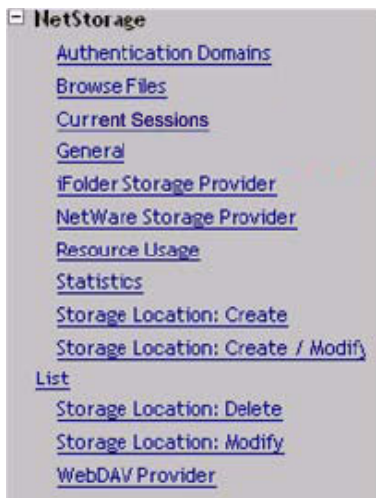 NetStorage
Authentication Domains
Browse Files
Current Sessions
General
iFolder Storage Provider
NetWare Storage Provider
Resource Usage
Statistics
Storage Location: Create
Storage Location: Create / Modify
List
Storage Location: Delete
Storage Location: Modify
WebDAV Provider